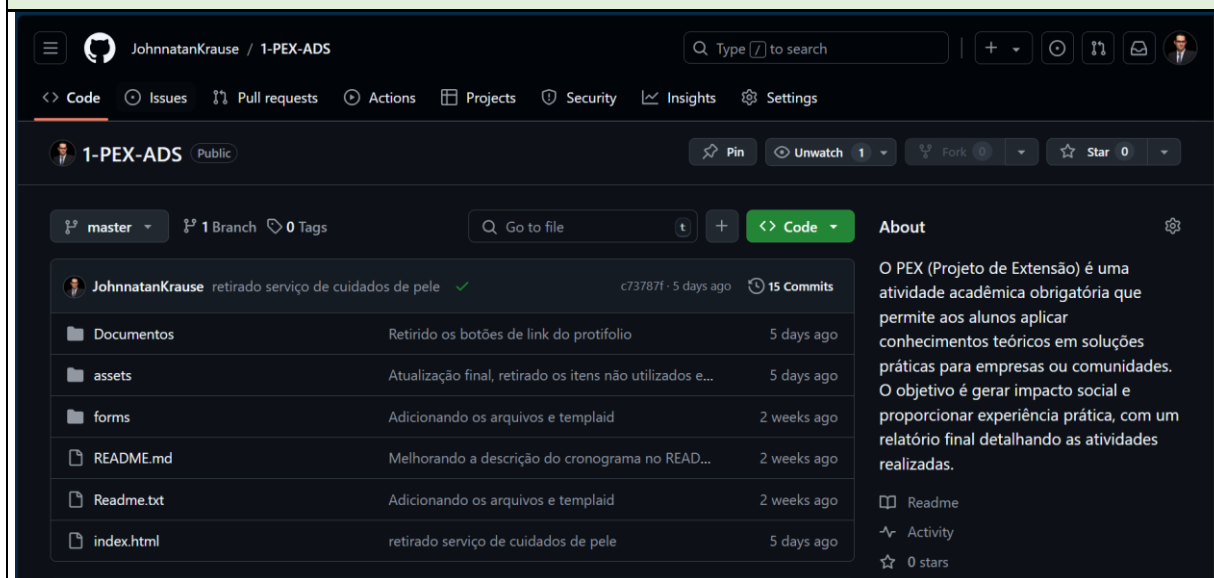 JohnnatanKrause / 1-PEX-ADS
Type / to search
Code Issues Pull requests Actions Projects Security Insights Settings
1-PEX-ADS Public
Pin Unwatch 1 Fork 0 Star 0
master 1 Branch 0 Tags Go to file t Code
JohnnatanKrause retirado serviço de cuidados de pele c73787f · 5 days ago 15 Commits
Documentos Retirido os botões de link do protifolio 5 days ago
assets Atualização final, retirado os itens não utilizados e... 5 days ago
forms Adicionando os arquivos e templaid 2 weeks ago
README.md Melhorando a descrição do cronograma no READ... 2 weeks ago
Readme.txt Adicionando os arquivos e templaid 2 weeks ago
index.html retirado serviço de cuidados de pele 5 days ago
About
O PEX (Projeto de Extensão) é uma
atividade acadêmica obrigatória que
permite aos alunos aplicar
conhecimentos teóricos em soluções
práticas para empresas ou comunidades.
O objetivo é gerar impacto social e
proporcionar experiência prática, com um
relatório final detalhando as atividades
realizadas.
Readme
Activity
0 stars